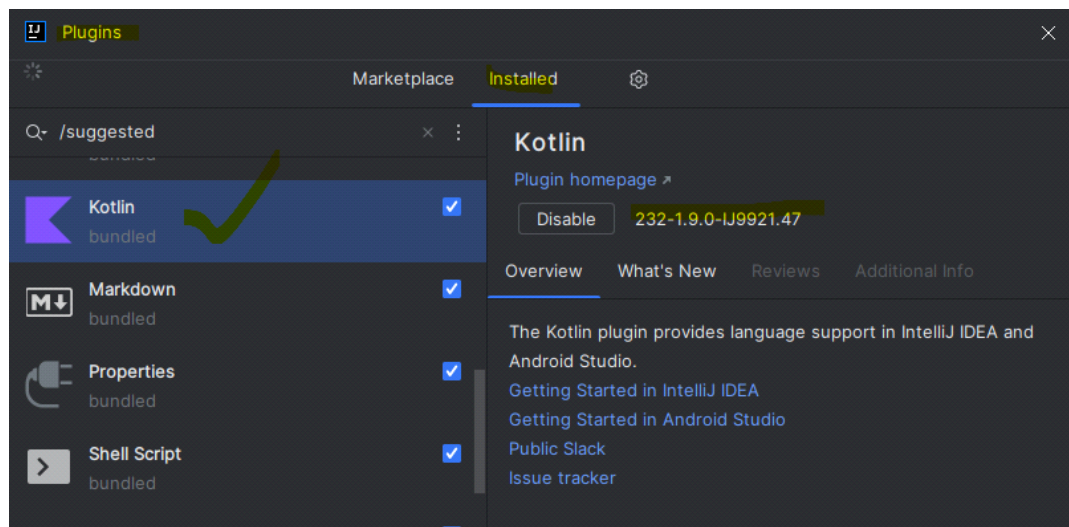 IJ Plugins
Marketplace Installed
/suggested
bundled
Kotlin
bundled
Markdown
bundled
Properties
bundled
Shell Script
bundled
Kotlin
Plugin homepage
Disable 232-1.9.0-IJ9921.47
Overview What's New Reviews Additional Info
The Kotlin plugin provides language support in IntelliJ IDEA and
Android Studio.
Getting Started in IntelliJ IDEA
Getting Started in Android Studio
Public Slack
Issue tracker